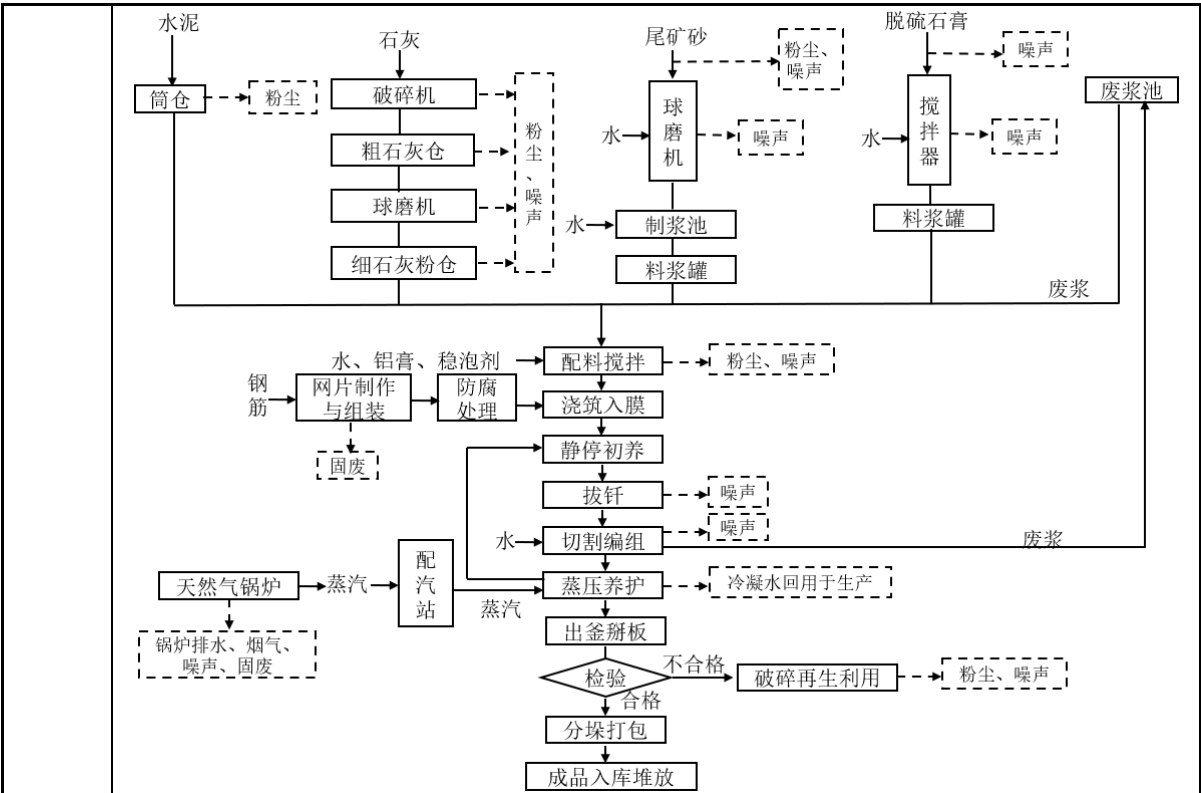 水泥
石灰
尾矿砂
脱硫石膏
粉尘、
噪声
噪声
筒仓
粉尘
破碎机
粉
尘
、
噪
声
球
磨
机
水
噪声
搅
拌
器
水
噪声
废浆池
粗石灰仓
球磨机
水
制浆池
料浆罐
细石灰粉仓
料浆罐
废浆
水、铝膏、稳泡剂
配料搅拌
粉尘、噪声
钢
筋
网片制作
与组装
防腐
处理
浇筑入膜
固废
静停初养
拔钎
噪声
噪声
水
切割编组
废浆
天然气锅炉
蒸汽
配
汽
站
蒸汽
蒸压养护
冷凝水回用于生产
锅炉排水、烟气、
噪声、固废
出釜掰板
检验
不合格
破碎再生利用
粉尘、噪声
合格
分垛打包
成品入库堆放